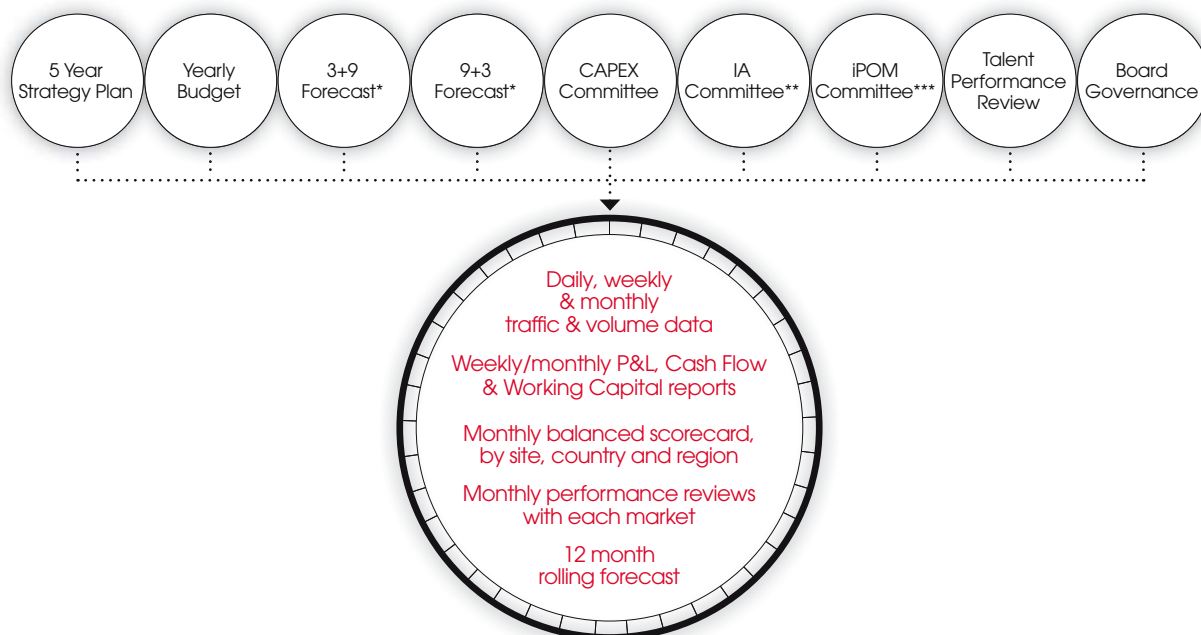 5 Year
Strategy Plan
Yearly
Budget
3+9
Forecast*
9+3
Forecast*
CAPEX
Committee
IA
Committee**
iPOM
Committee***
Talent
Performance
Review
Board
Governance
Daily, weekly
& monthly
traffic & volume data
Weekly/monthly P&L, Cash Flow
& Working Capital reports
Monthly balanced scorecard,
by site, country and region
Monthly performance reviews
with each market
12 month
rolling forecast